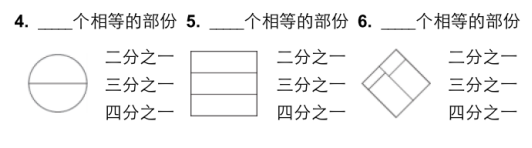 4. ____个相等的部份 5. ____个相等的部份 6. ____个相等的部份
二分之一 二分之一 二分之一
三分之一 三分之一 三分之一
四分之一 四分之一 四分之一